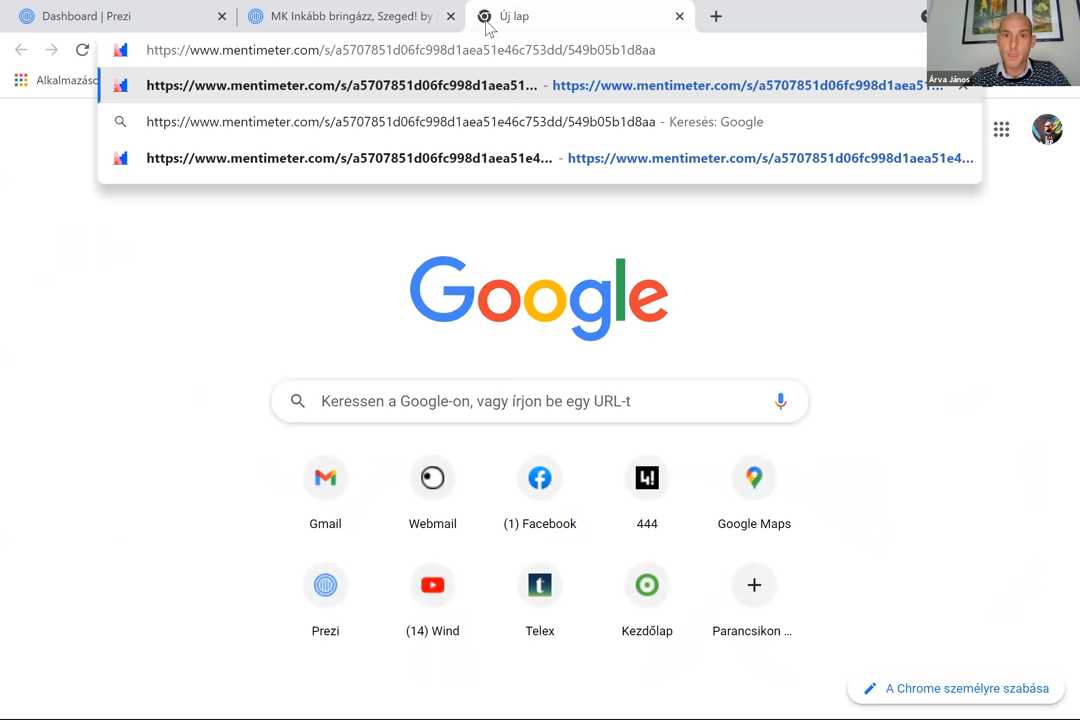 Dashboard | Prezi
MK Inkább bringázz, Szeged! by
Új lap
https://www.mentimeter.com/s/a5707851d06fc998d1aea51e46c753dd/549b05b1d8aa
Alkalmazásc
https://www.mentimeter.com/s/a5707851d06fc998d1aea51... - https://www.mentimeter.com/s/a5707851d06fc998d1aea51...
https://www.mentimeter.com/s/a5707851d06fc998d1aea51e46c753dd/549b05b1d8aa - Keresés: Google
https://www.mentimeter.com/s/a5707851d06fc998d1aea51e4... - https://www.mentimeter.com/s/a5707851d06fc998d1aea51e4...
Árva János
Google
Keressen a Google-on, vagy írjon be egy URL-t
4!
Gmail
Webmail
(1) Facebook
444
Google Maps
t
Prezi
(14) Wind
Telex
Kezdőlap
Parancsikon ...
A Chrome személyre szabása